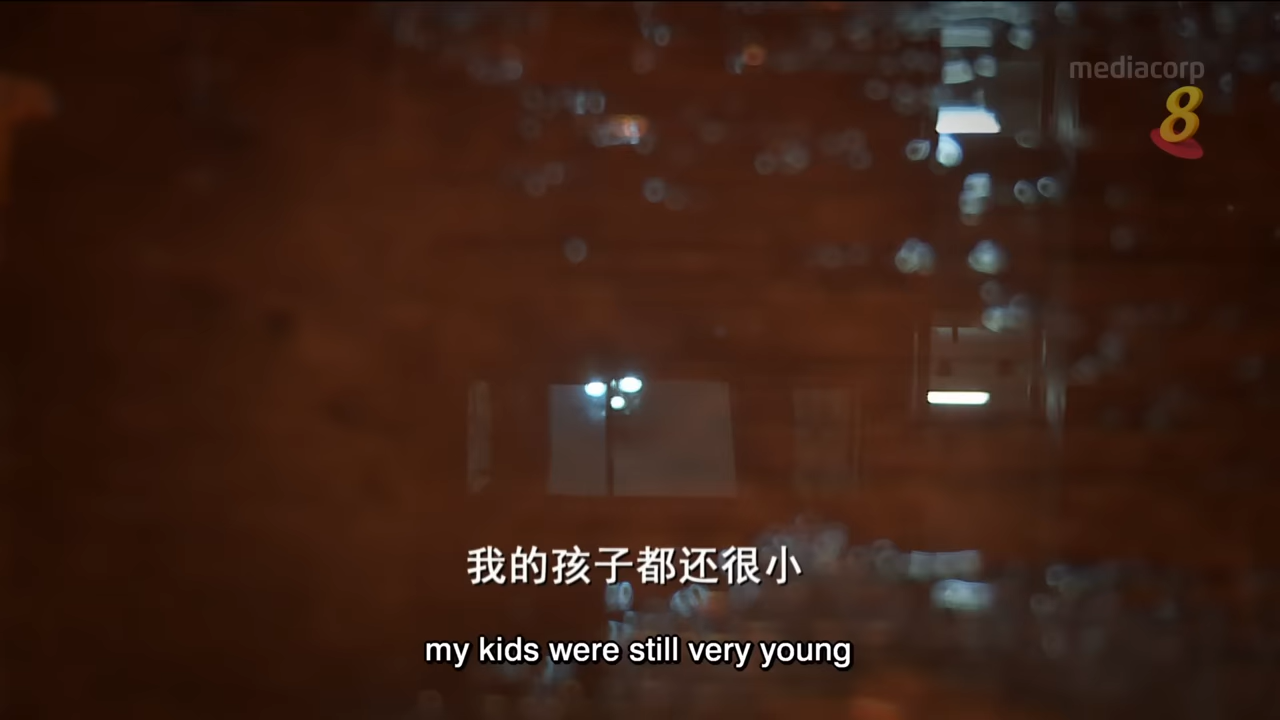 mediacorp
8
我的孩子都还很小
my kids were still very young